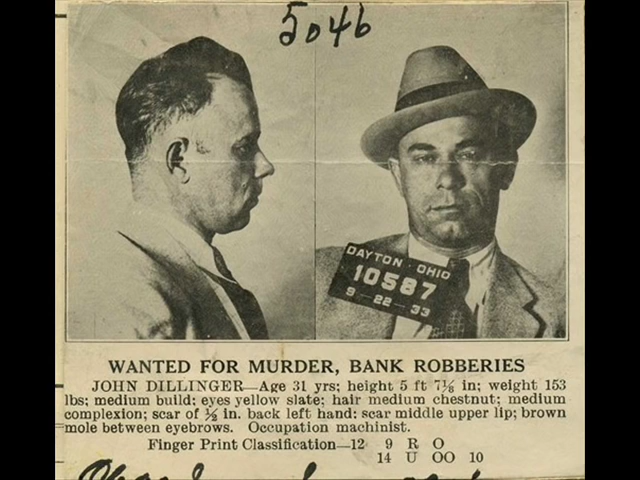 5046
DAYTON·OHIO
10587
9-22-33
WANTED FOR MURDER, BANK ROBBERIES
JOHN DILLINGER—Age 31 yrs; height 5 ft 7⅛ in; weight 153
lbs; medium build; eyes yellow slate; hair medium chestnut; medium
complexion; scar of ½ in. back left hand; scar middle upper lip; brown
mole between eyebrows. Occupation machinist.
Finger Print Classification—12 9 R O
14 U OO 10